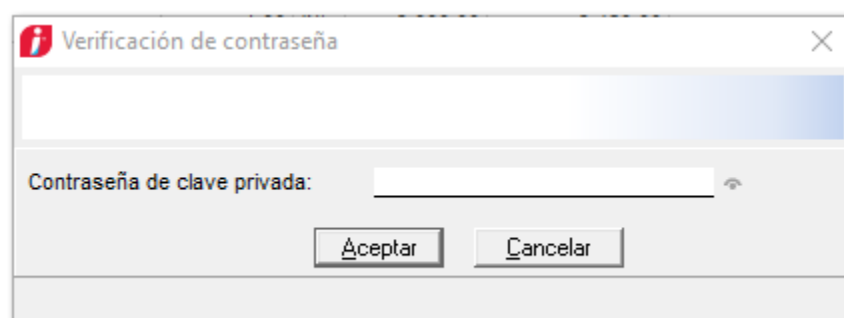 Verificación de contraseña
Contraseña de clave privada:
Aceptar
Cancelar